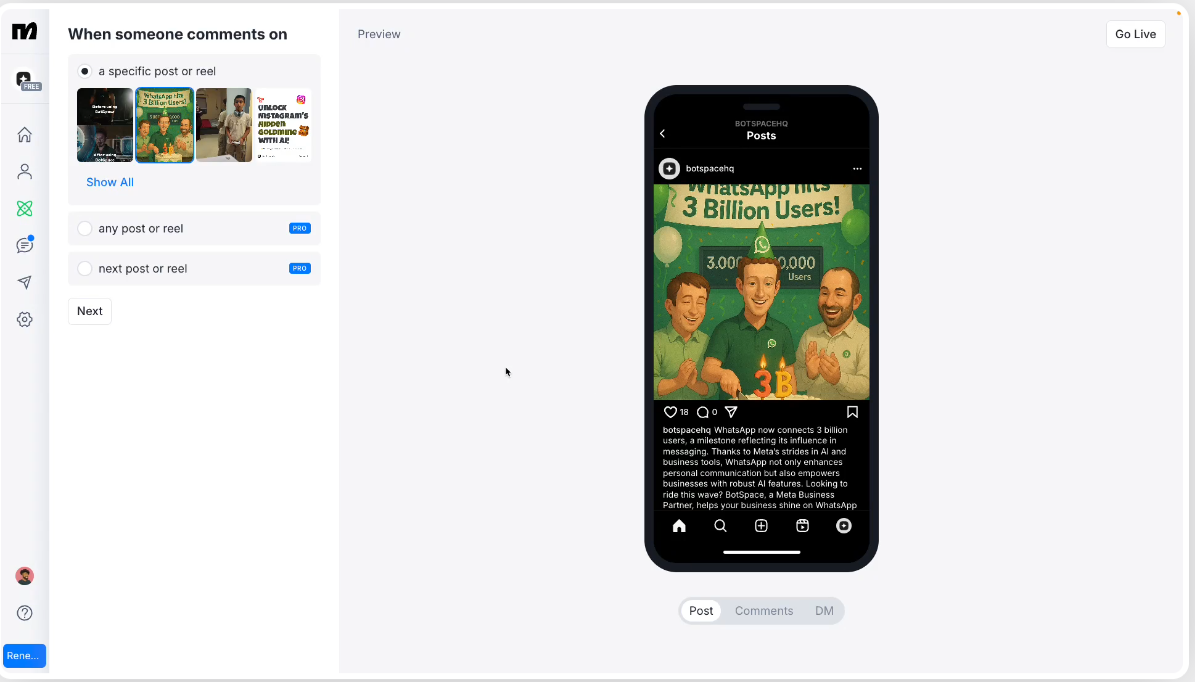 FREE
Rene...
When someone comments on
a specific post or reel
WhatsApp hits
3 Billion Users!
UNLOCK
INSTAGRAM'S
HIDDEN
GOLDMINE
WITH AI
Show All
any post or reel
PRO
next post or reel
PRO
Next
Preview
Go Live
BOTSPACEHQ
Posts
botspacehq
WhatsApp hits
3 Billion Users!
3.000 0,000
Users
3B
18
0
botspacehq WhatsApp now connects 3 billion
users, a milestone reflecting its influence in
messaging. Thanks to Meta's strides in AI and
business tools, WhatsApp not only enhances
personal communication but also empowers
businesses with robust AI features. Looking to
ride this wave? BotSpace, a Meta Business
Partner, helps your business shine on WhatsApp
Post
Comments
DM